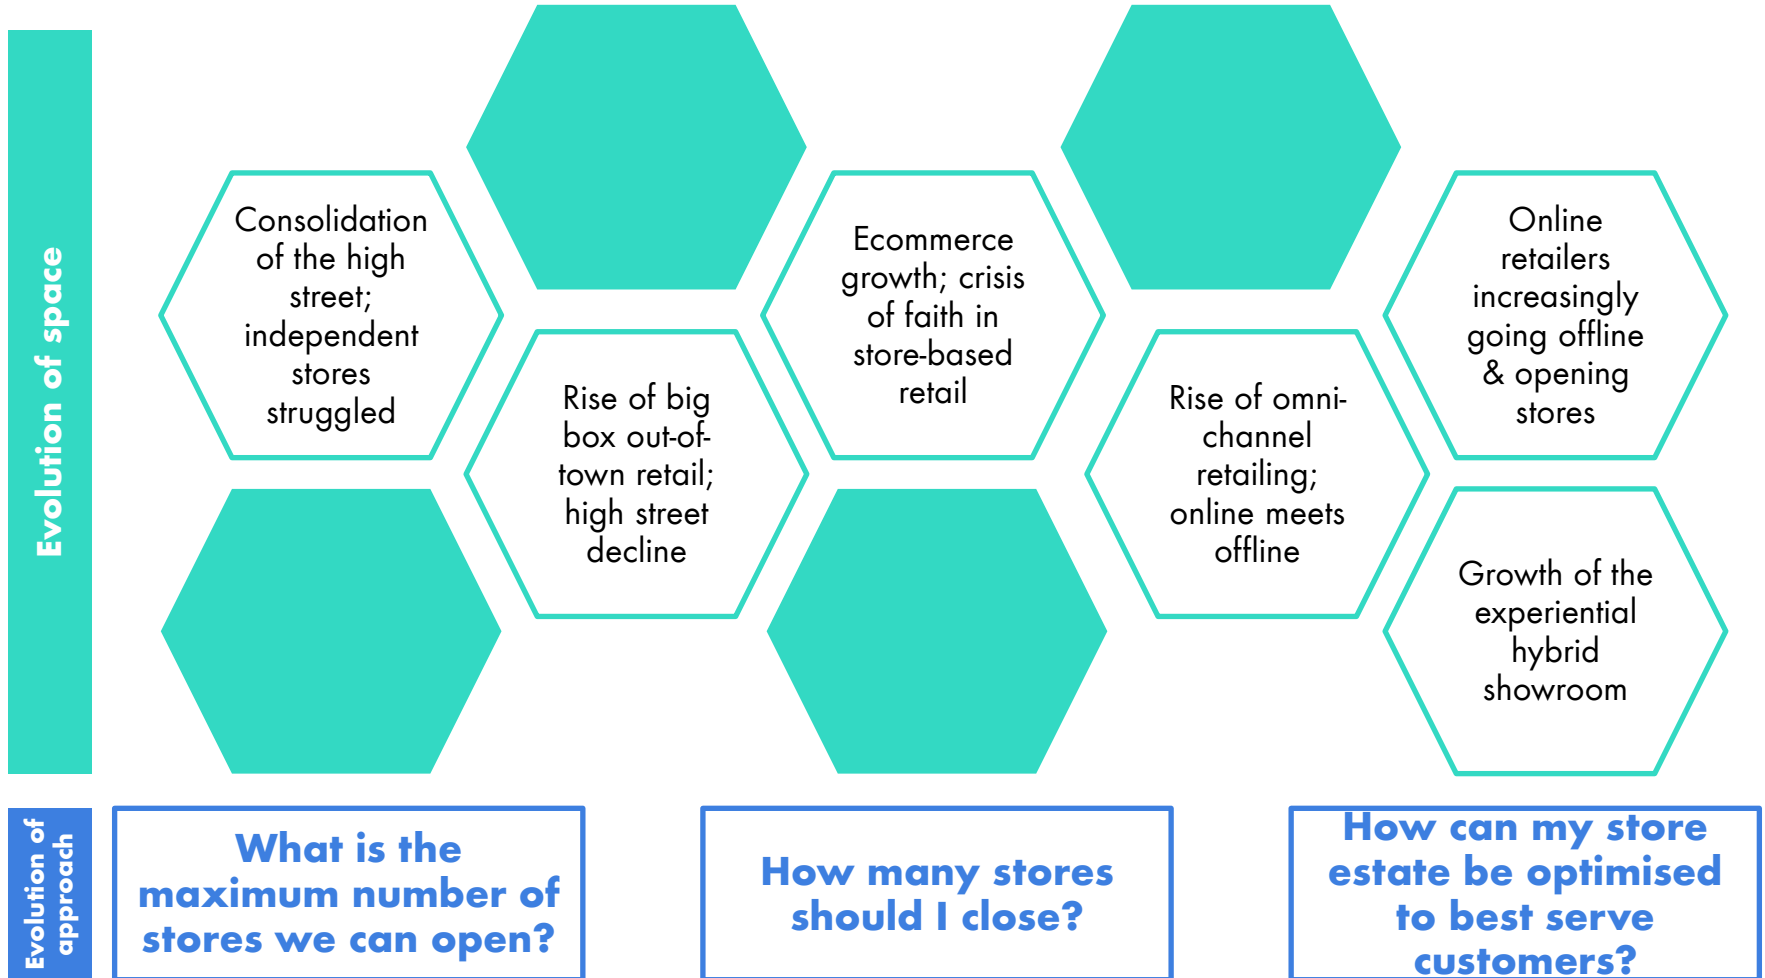 Evolution of space
Consolidation
of the high
street;
independent
stores
struggled
Rise of big
box out-of-
town retail;
high street
decline
Ecommerce
growth; crisis
of faith in
store-based
retail
Rise of omni-
channel
retailing;
online meets
offline
Online
retailers
increasingly
going offline
& opening
stores
Growth of the
experiential
hybrid
showroom
Evolution of
approach
What is the
maximum number of
stores we can open?
How many stores
should I close?
How can my store
estate be optimised
to best serve
customers?